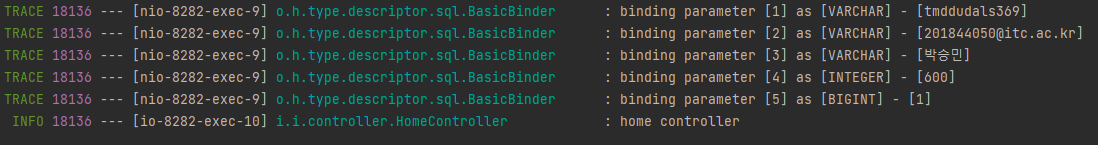 TRACE 18136 --- [nio-8282-exec-9] o.h.type.descriptor.sql.BasicBinder : binding parameter [1] as [VARCHAR] - [tmddudals369]
TRACE 18136 --- [nio-8282-exec-9] o.h.type.descriptor.sql.BasicBinder : binding parameter [2] as [VARCHAR] - [201844050@itc.ac.kr]
TRACE 18136 --- [nio-8282-exec-9] o.h.type.descriptor.sql.BasicBinder : binding parameter [3] as [VARCHAR] - [박승민]
TRACE 18136 --- [nio-8282-exec-9] o.h.type.descriptor.sql.BasicBinder : binding parameter [4] as [INTEGER] - [600]
TRACE 18136 --- [nio-8282-exec-9] o.h.type.descriptor.sql.BasicBinder : binding parameter [5] as [BIGINT] - [1]
INFO 18136 --- [io-8282-exec-10] i.i.controller.HomeController : home controller